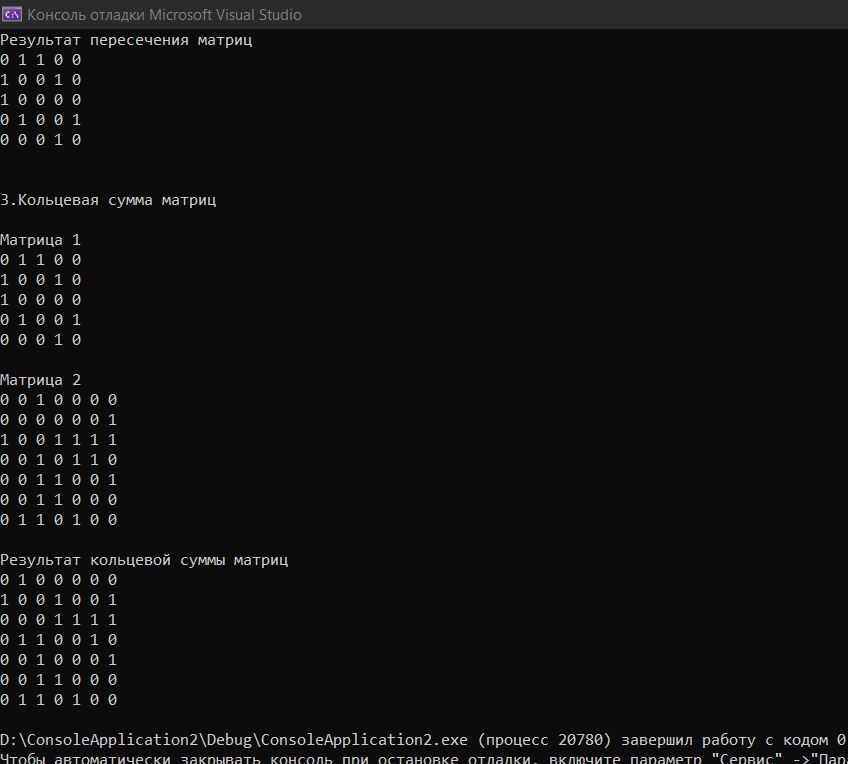 Консоль отладки Microsoft Visual Studio
Результат пересечения матриц
0 1 1 0 0
1 0 0 1 0
1 0 0 0 0
0 1 0 0 1
0 0 0 1 0
3.Кольцевая сумма матриц
Матрица 1
0 1 1 0 0
1 0 0 1 0
1 0 0 0 0
0 1 0 0 1
0 0 0 1 0
Матрица 2
0 0 1 0 0 0 0
0 0 0 0 0 0 1
1 0 0 1 1 1 1
0 0 1 0 1 1 0
0 0 1 1 0 0 1
0 0 1 1 0 0 0
0 1 1 0 1 0 0
Результат кольцевой суммы матриц
0 1 0 0 0 0 0
1 0 0 1 0 0 1
0 0 0 1 1 1 1
0 1 1 0 0 1 0
0 0 1 0 0 0 1
0 0 1 1 0 0 0
0 1 1 0 1 0 0
D:\ConsoleApplication2\Debug\ConsoleApplication2.exe (процесс 20780) завершил работу с кодом 0
Чтобы автоматически закрывать консоль при остановке отладки, включите параметр "Сервис" ->"Пара